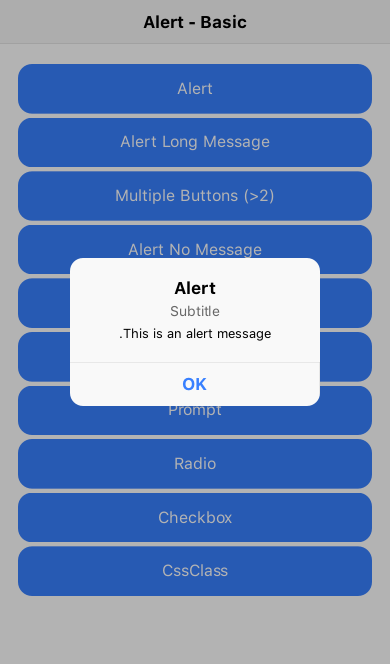 Alert - Basic
Alert
Alert Long Message
Multiple Buttons (>2)
Alert No Message
Alert
Subtitle
.This is an alert message
OK
Prompt
Radio
Checkbox
CssClass